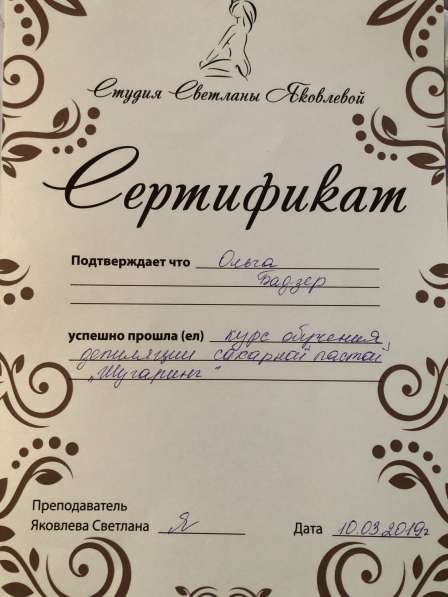 Студия Светланы Яковлевой
Сертификат
Подтверждает что Ольга
Бадзер
успешно прошла (ел) курс обучения
депиляции сахарной пастой
„Шугаринг"
Преподаватель
Яковлева Светлана Я
Дата 10.03.2019г